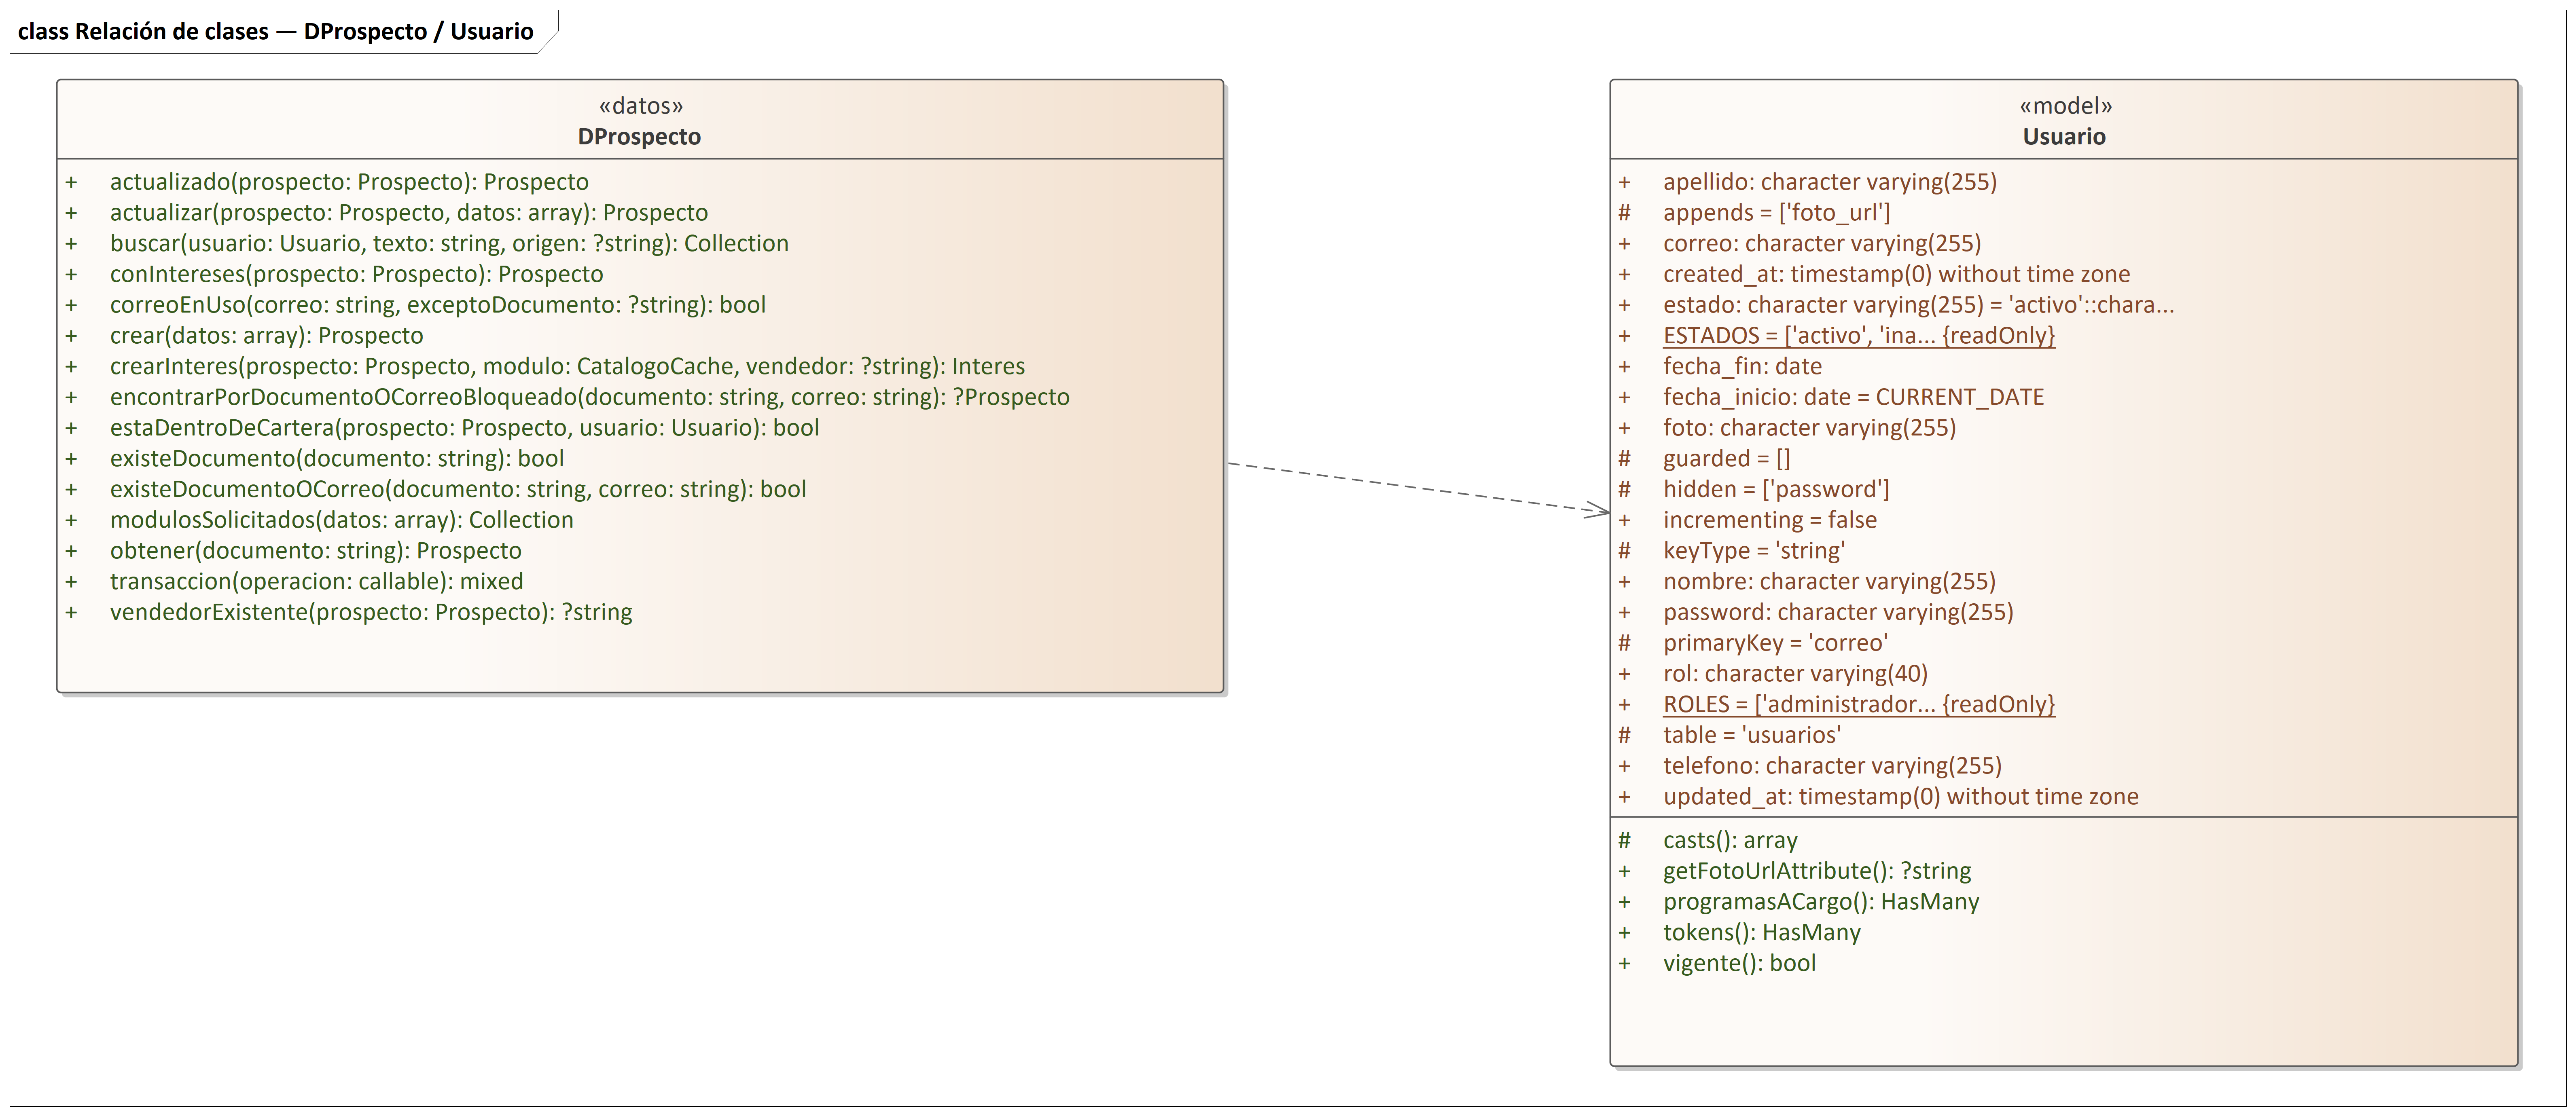 class Relación de clases — DProspecto / Usuario
«datos»
DProspecto
+ actualizado(prospecto: Prospecto): Prospecto
+ actualizar(prospecto: Prospecto, datos: array): Prospecto
+ buscar(usuario: Usuario, texto: string, origen: ?string): Collection
+ conIntereses(prospecto: Prospecto): Prospecto
+ correoEnUso(correo: string, exceptoDocumento: ?string): bool
+ crear(datos: array): Prospecto
+ crearInteres(prospecto: Prospecto, modulo: CatalogoCache, vendedor: ?string): Interes
+ encontrarPorDocumentoOCorreoBloqueado(documento: string, correo: string): ?Prospecto
+ estaDentroDeCartera(prospecto: Prospecto, usuario: Usuario): bool
+ existeDocumento(documento: string): bool
+ existeDocumentoOCorreo(documento: string, correo: string): bool
+ modulosSolicitados(datos: array): Collection
+ obtener(documento: string): Prospecto
+ transaccion(operacion: callable): mixed
+ vendedorExistente(prospecto: Prospecto): ?string
«model»
Usuario
+ apellido: character varying(255)
# appends = ['foto_url']
+ correo: character varying(255)
+ created_at: timestamp(0) without time zone
+ estado: character varying(255) = 'activo'::chara...
+ ESTADOS = ['activo', 'ina... {readOnly}
+ fecha_fin: date
+ fecha_inicio: date = CURRENT_DATE
+ foto: character varying(255)
# guarded = []
# hidden = ['password']
+ incrementing = false
# keyType = 'string'
+ nombre: character varying(255)
+ password: character varying(255)
# primaryKey = 'correo'
+ rol: character varying(40)
+ ROLES = ['administrador... {readOnly}
# table = 'usuarios'
+ telefono: character varying(255)
+ updated_at: timestamp(0) without time zone
# casts(): array
+ getFotoUrlAttribute(): ?string
+ programasACargo(): HasMany
+ tokens(): HasMany
+ vigente(): bool